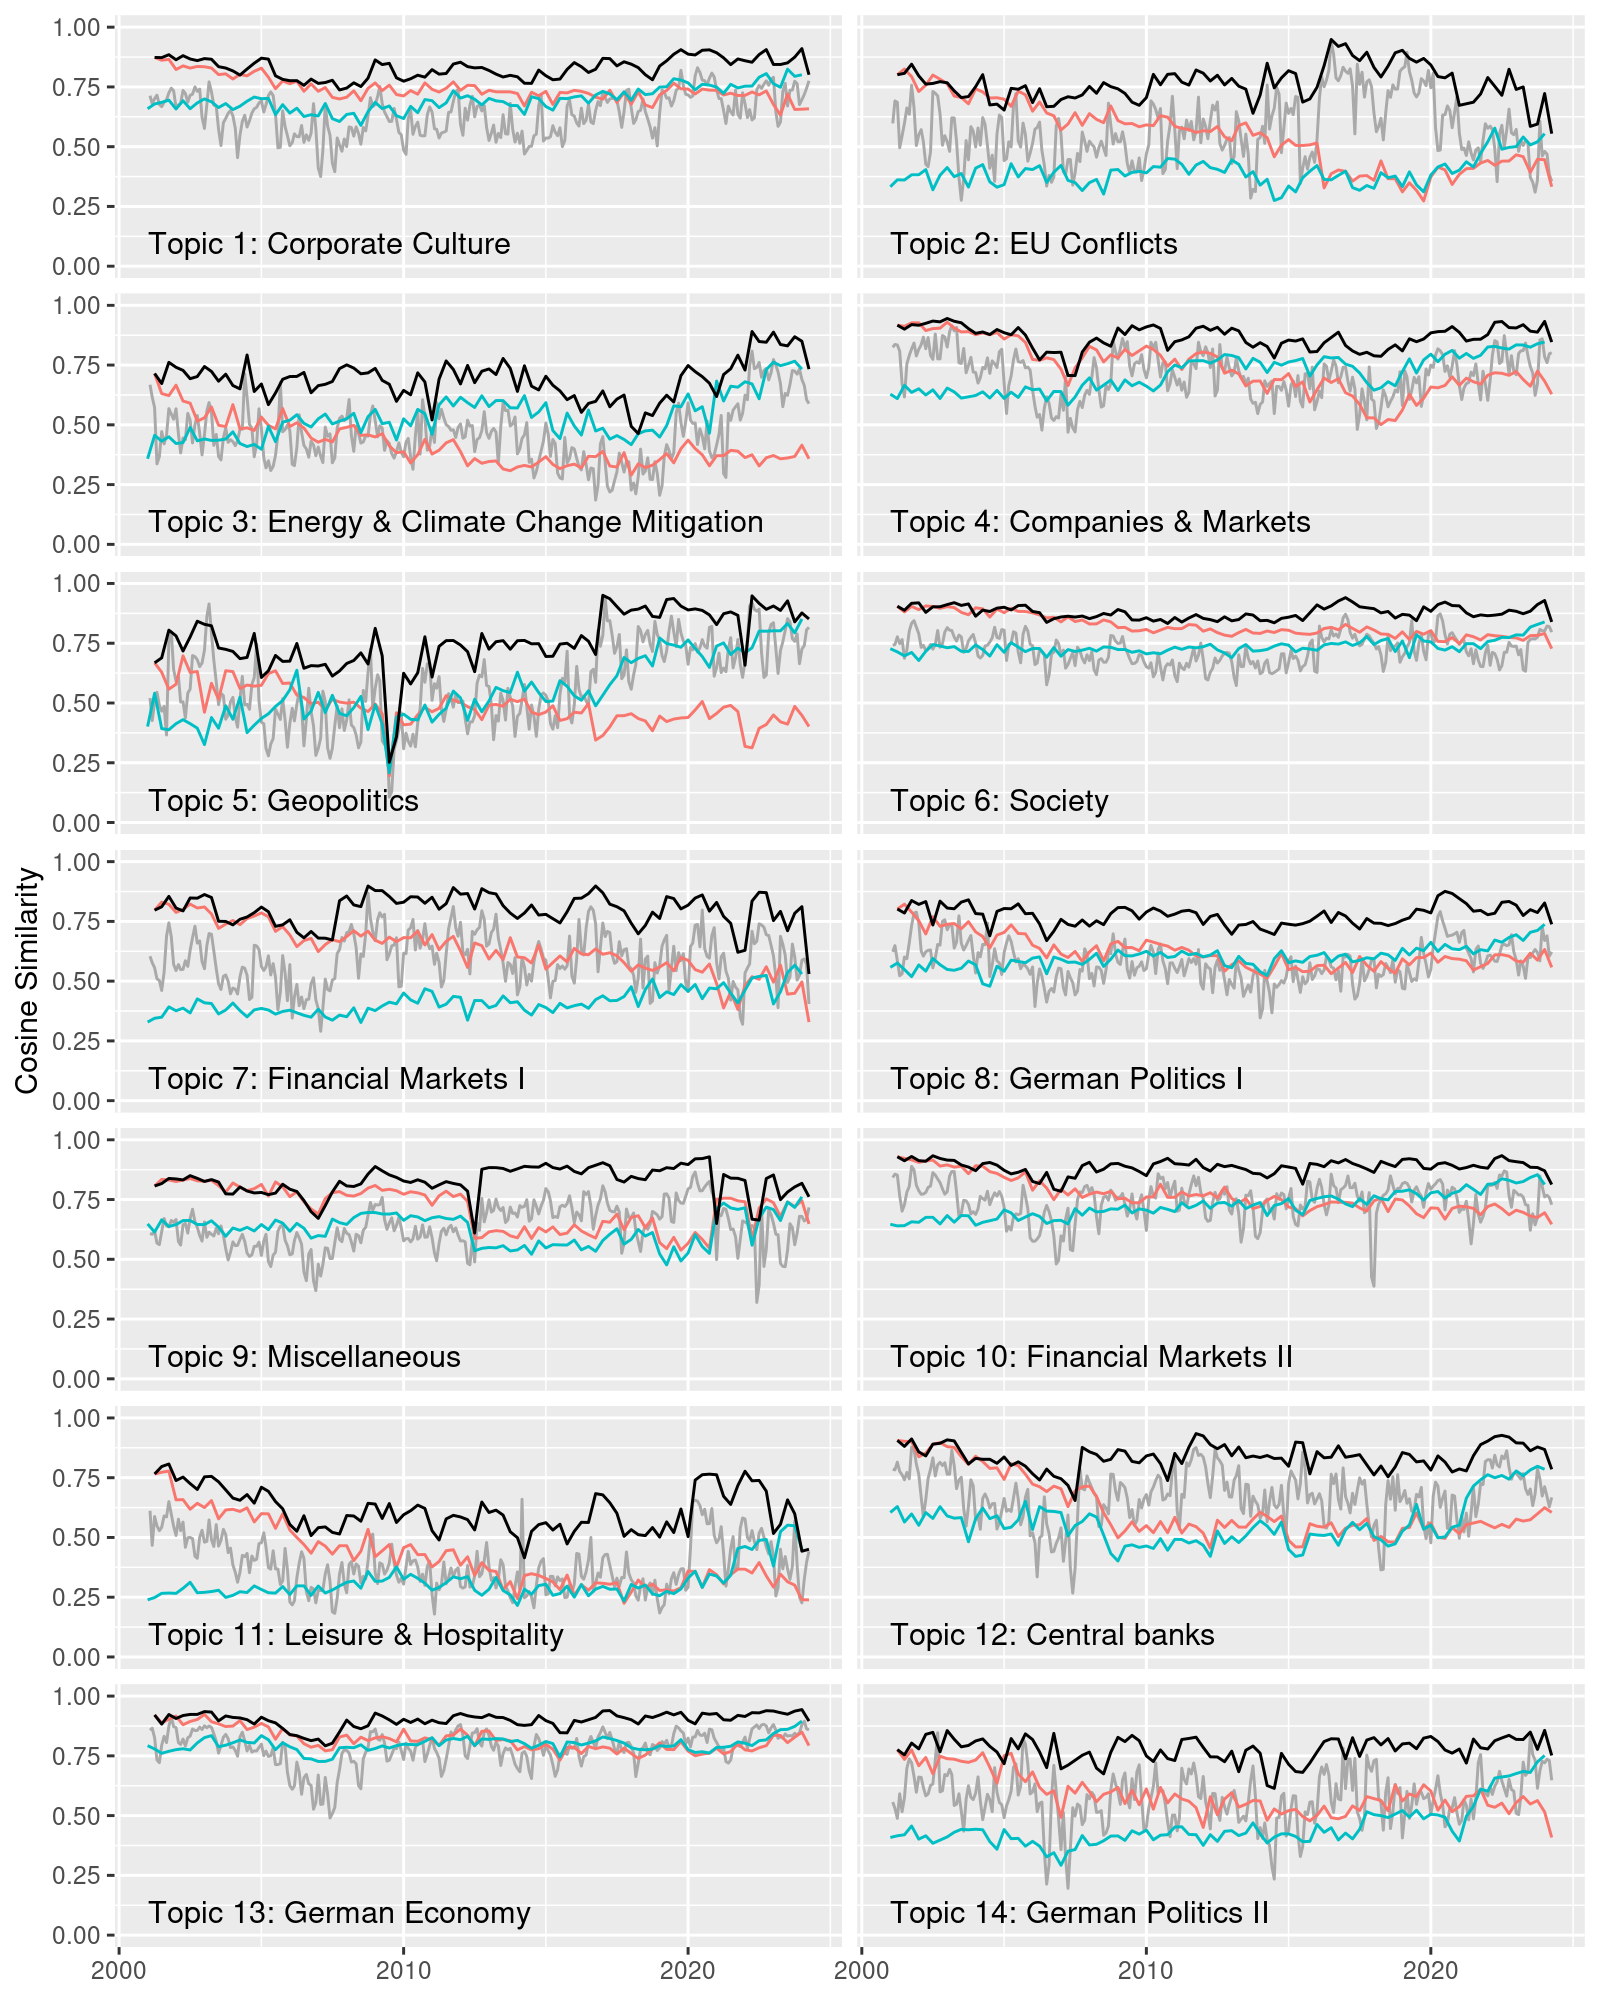 1.00
0.75
0.50
0.25
0.00
Topic 1: Corporate Culture
Topic 2: EU Conflicts
1.00
0.75
0.50
0.25
0.00
Topic 3: Energy & Climate Change Mitigation
Topic 4: Companies & Markets
1.00
0.75
0.50
0.25
0.00
Topic 5: Geopolitics
Topic 6: Society
Cosine Similarity
1.00
0.75
0.50
0.25
0.00
Topic 7: Financial Markets I
Topic 8: German Politics I
1.00
0.75
0.50
0.25
0.00
Topic 9: Miscellaneous
Topic 10: Financial Markets II
1.00
0.75
0.50
0.25
0.00
Topic 11: Leisure & Hospitality
Topic 12: Central banks
1.00
0.75
0.50
0.25
0.00
Topic 13: German Economy
Topic 14: German Politics II
2000 2010 2020 2000 2010 2020